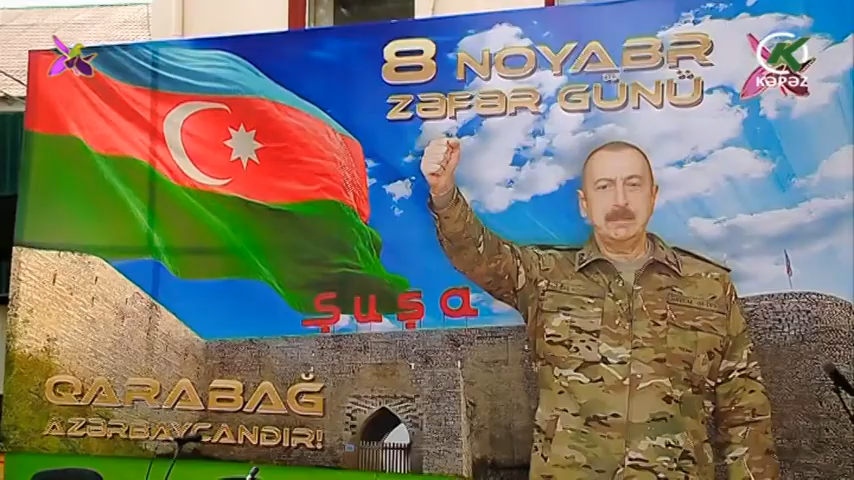 KƏPƏZ
8 NOYABR
ZƏFƏR GÜNÜ
Şuşa
QARABAĞ
AZƏRBAYCANDIR!